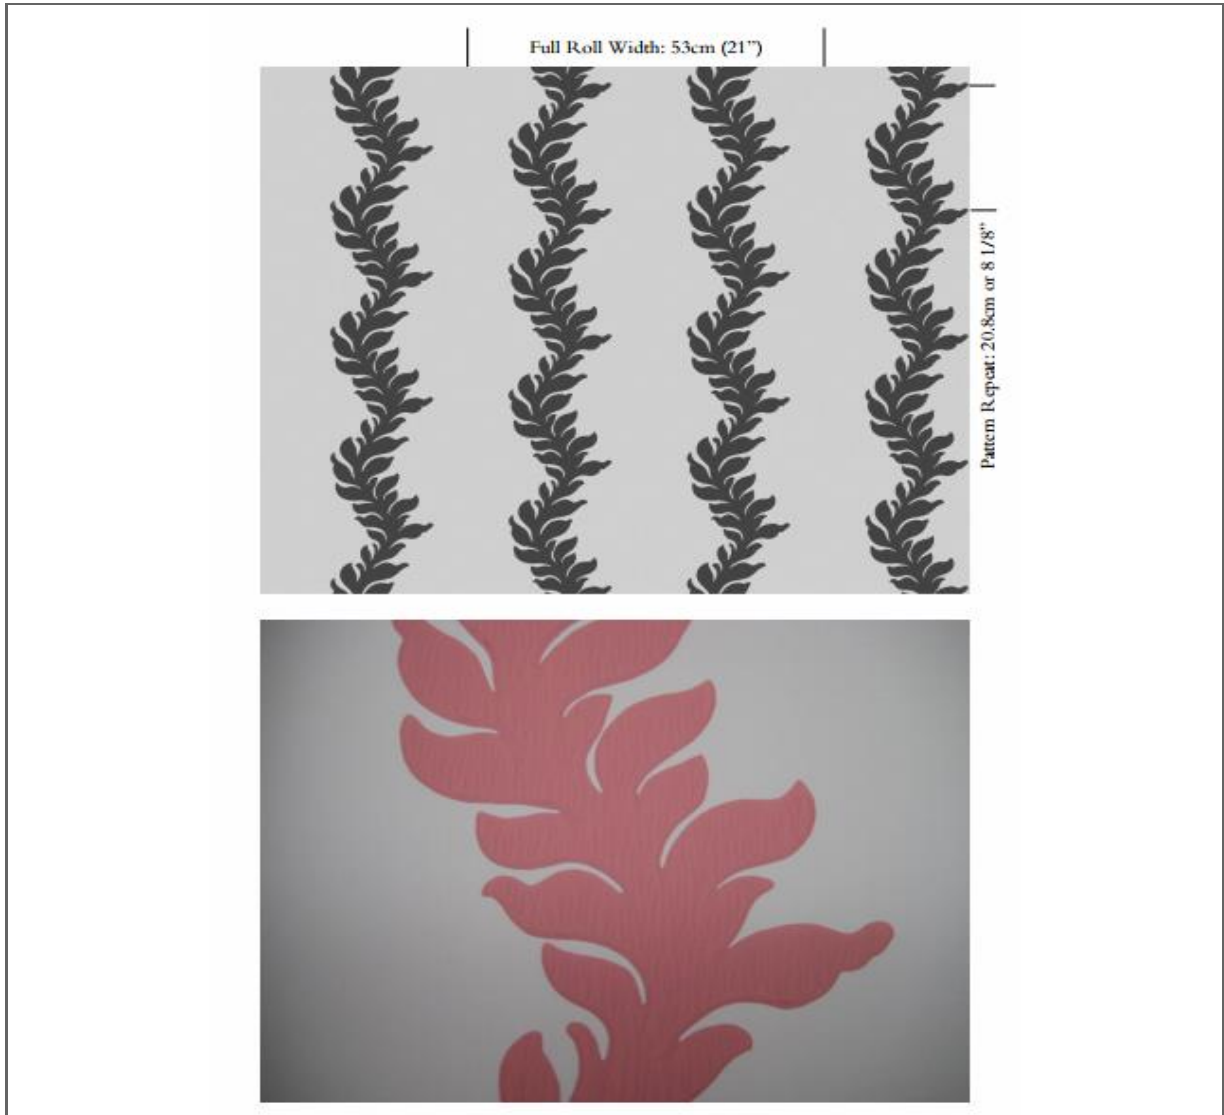 Full Roll Width: 53cm (21”)
Pattern Repeat: 20.8cm or 8 1/8”